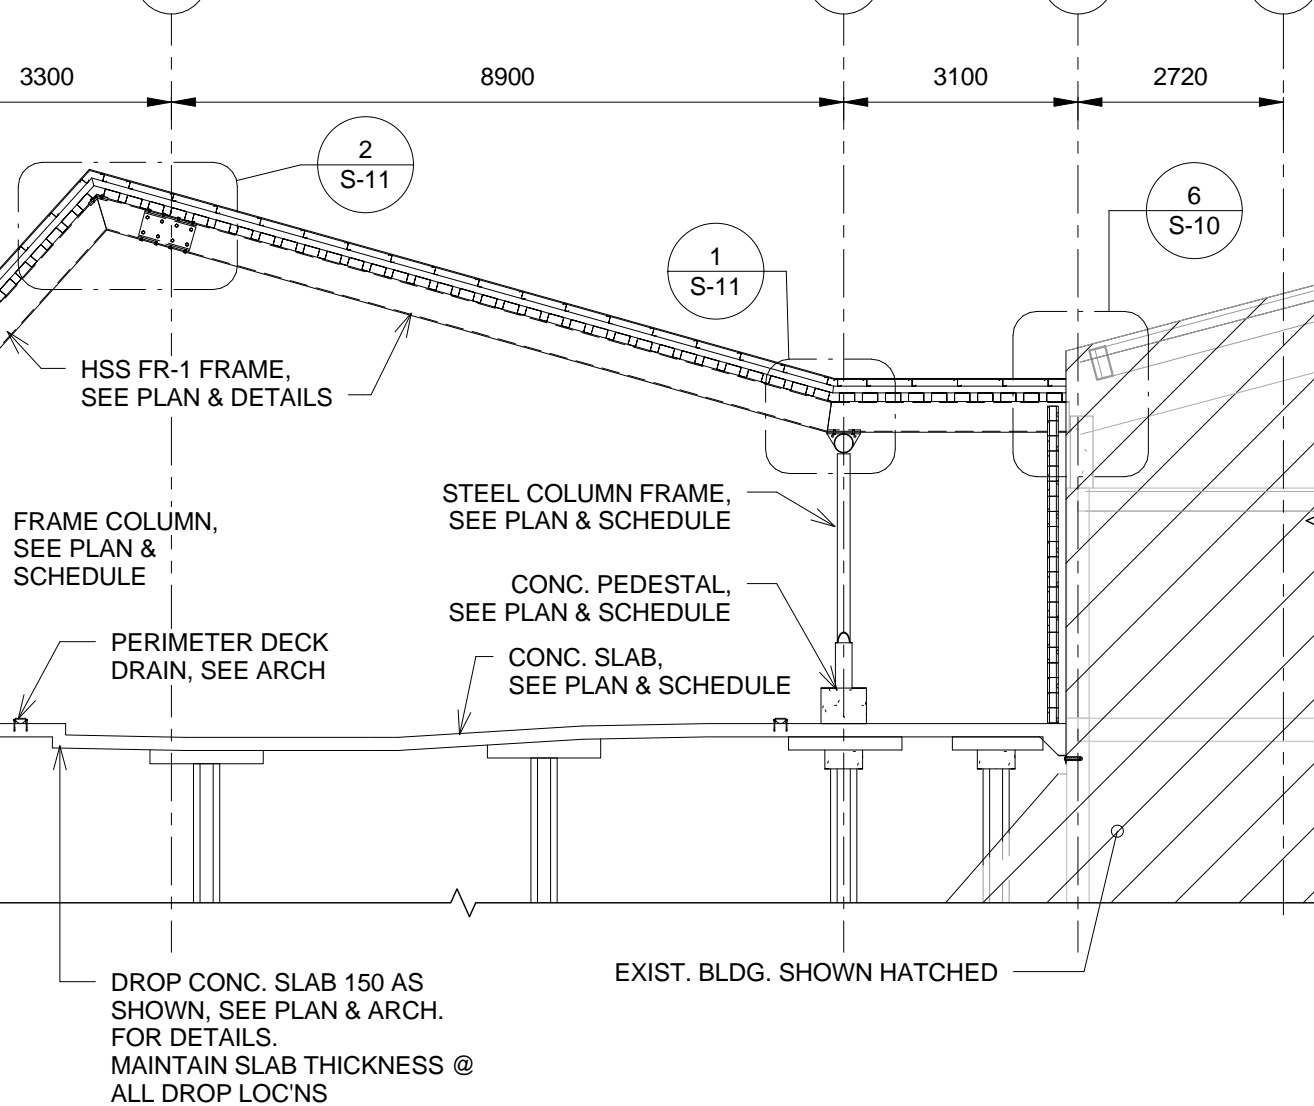 3300
8900
3100
2720
2
S-11
6
S-10
1
S-11
HSS FR-1 FRAME,
SEE PLAN & DETAILS
STEEL COLUMN FRAME,
SEE PLAN & SCHEDULE
FRAME COLUMN,
SEE PLAN &
SCHEDULE
CONC. PEDESTAL,
SEE PLAN & SCHEDULE
PERIMETER DECK
DRAIN, SEE ARCH
CONC. SLAB,
SEE PLAN & SCHEDULE
EXIST. BLDG. SHOWN HATCHED
DROP CONC. SLAB 150 AS
SHOWN, SEE PLAN & ARCH.
FOR DETAILS.
MAINTAIN SLAB THICKNESS @
ALL DROP LOC'NS